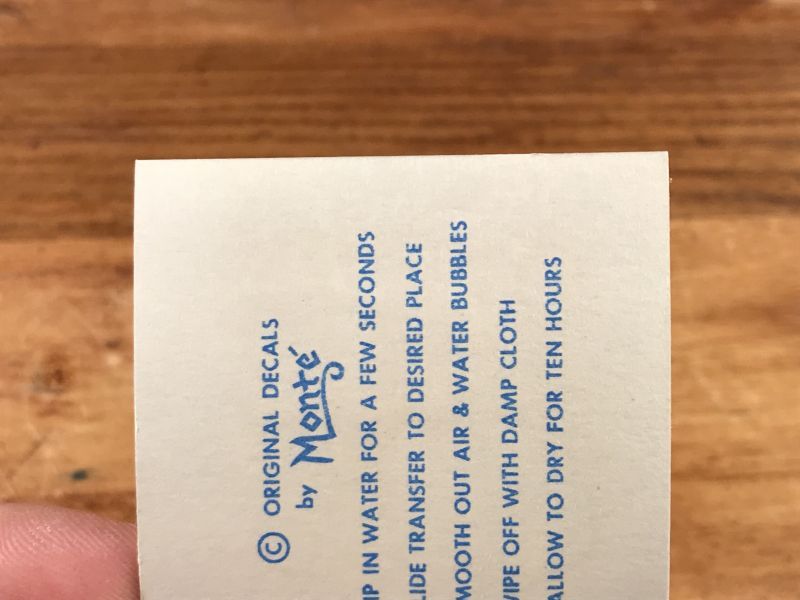 © ORIGINAL DECALS
by Monté
IP IN WATER FOR A FEW SECONDS
LIDE TRANSFER TO DESIRED PLACE
MOOTH OUT AIR & WATER BUBBLES
IPE OFF WITH DAMP CLOTH
ALLOW TO DRY FOR TEN HOURS